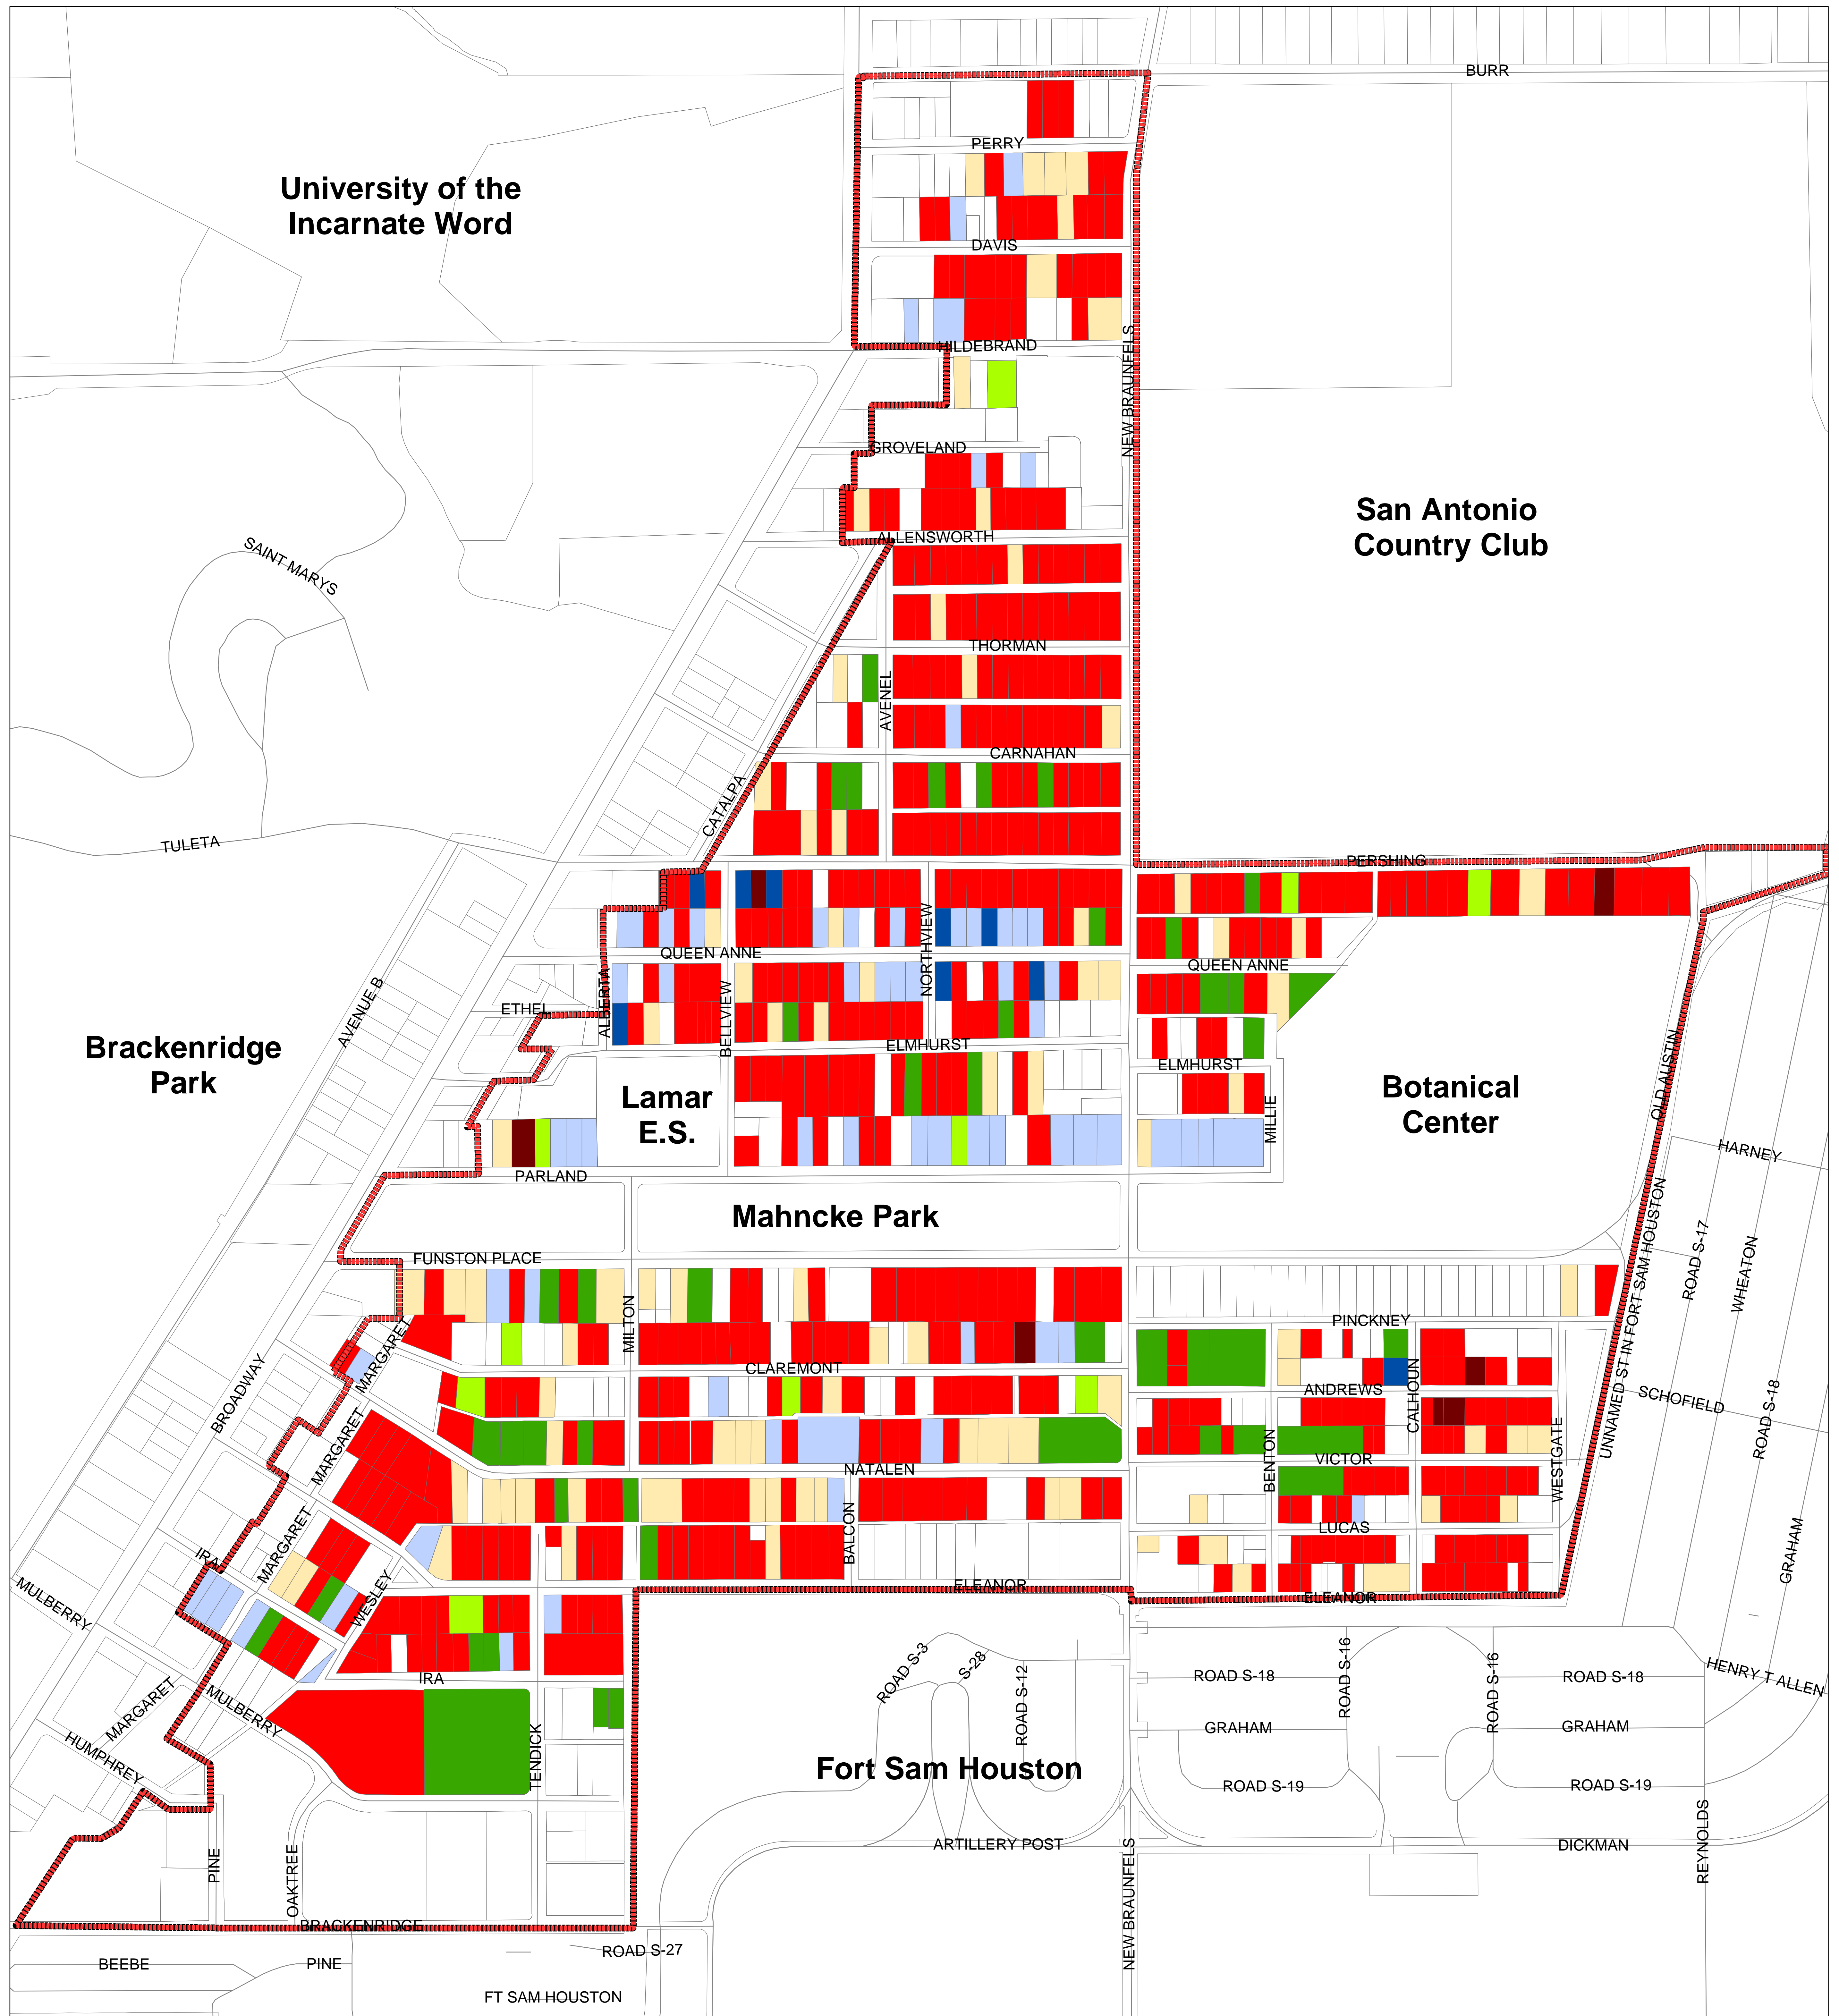 BURR
PERRY
University of the
Incarnate Word
DAVIS
HILDEBRAND
NEW BRAUNFELS
GROVELAND
San Antonio
Country Club
ALLENSWORTH
SAINT MARYS
THORMAN
AVENEL
CARNAHAN
CATALPA
TULETA
PERSHING
QUEEN ANNE
NORTHVIEW
QUEEN ANNE
AVENUE B
ETHEL
ALBERTA
BELLVIEW
ELMHURST
ELMHURST
Brackenridge
Park
Lamar
E.S.
Botanical
Center
MILLIE
OLD AUSTIN
HARNEY
PARLAND
Mahncke Park
FUNSTON PLACE
UNNAMED ST IN FORT SAM HOUSTON
ROAD S-17
WHEATON
MILTON
MARGARET
PINCKNEY
CLAREMONT
ANDREWS
CALHOUN
SCHOFIELD
BROADWAY
MARGARET
ROAD S-18
NATALEN
BENTON
VICTOR
WESTGATE
MARGARET
BALCON
LUCAS
GRAHAM
IRA
MULBERRY
WESLEY
ELEANOR
ELEANOR
IRA
ROAD S-3
S-28
ROAD S-12
ROAD S-18
ROAD S-16
ROAD S-16
ROAD S-18
HENRY T ALLEN
MARGARET
MULBERRY
GRAHAM
GRAHAM
HUMPHREY
TENDICK
Fort Sam Houston
ROAD S-19
ROAD S-19
PINE
OAKTREE
ARTILLERY POST
NEW BRAUNFELS
DICKMAN
REYNOLDS
BRACKENRIDGE
BEEBE
PINE
ROAD S-27
FT SAM HOUSTON